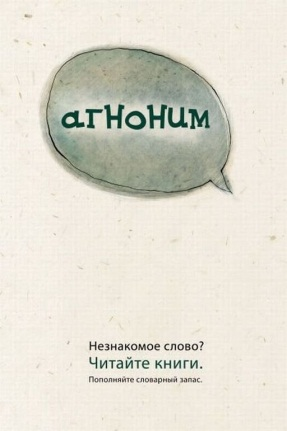 агноним
Незнакомое слово?
Читайте книги.
Пополняйте словарный запас.